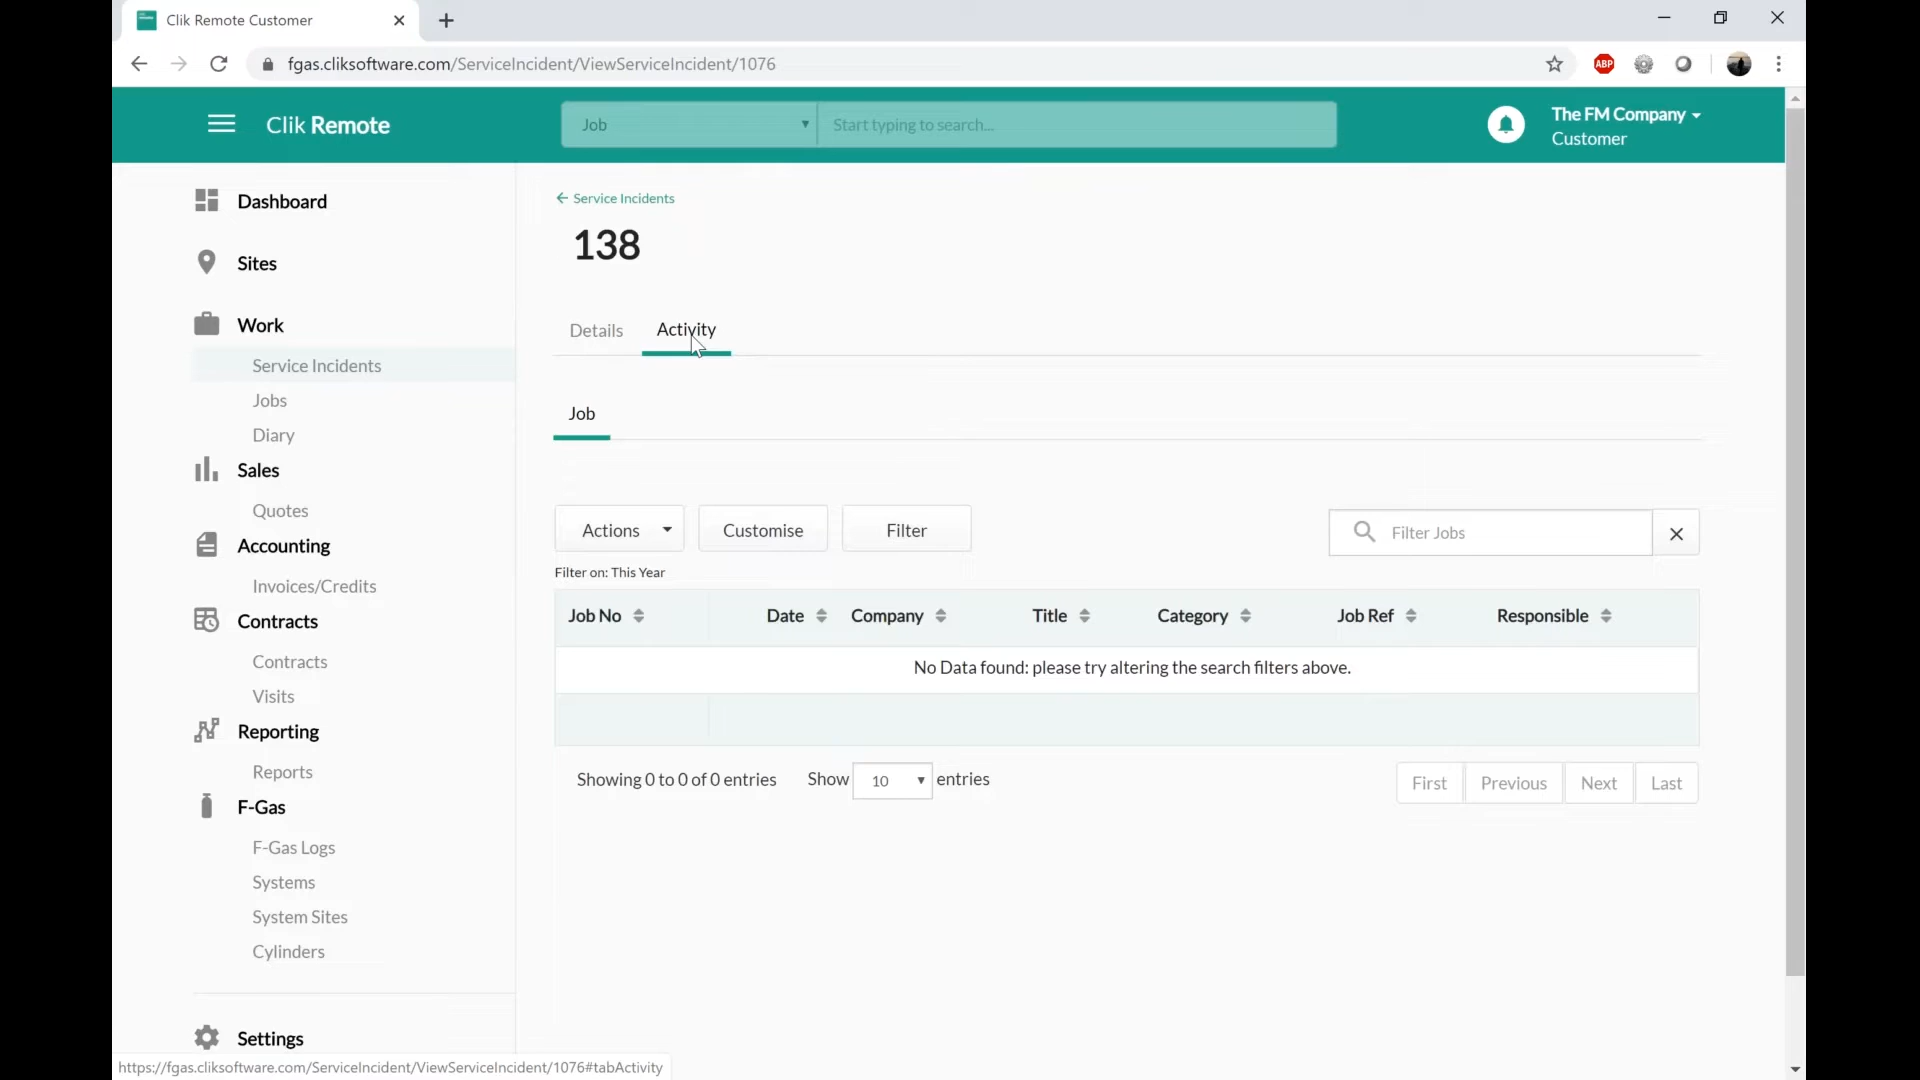 Clik Remote Customer
fgas.cliksoftware.com/ServiceIncident/ViewServiceIncident/1076
ABP
Clik Remote
Job
Start typing to search...
The FM Company
Customer
Dashboard
Sites
Work
Service Incidents
Jobs
Diary
Sales
Quotes
Accounting
Invoices/Credits
Contracts
Contracts
Visits
Reporting
Reports
F-Gas
F-Gas Logs
Systems
System Sites
Cylinders
Settings
Service Incidents
138
Details Activity
Job
Actions Customise Filter
Filter Jobs
Filter on: This Year
Job No Date Company Title Category Job Ref Responsible
No Data found: please try altering the search filters above.
Showing 0 to 0 of 0 entries Show 10 entries
First Previous Next Last
https://fgas.cliksoftware.com/ServiceIncident/ViewServiceIncident/1076#tabActivity